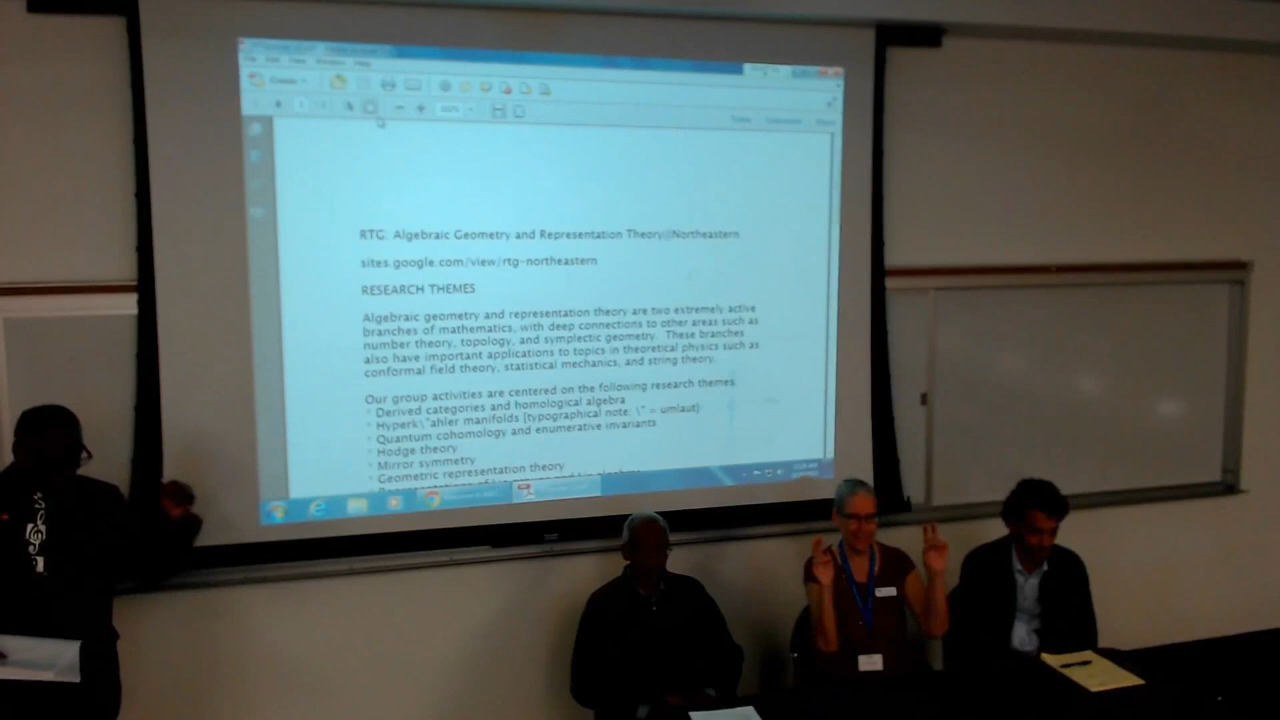 RTG: Algebraic Geometry and Representation Theory@Northeastern
sites.google.com/view/rtg-northeastern
RESEARCH THEMES
Algebraic geometry and representation theory are two extremely active
branches of mathematics, with deep connections to other areas such as
number theory, topology, and symplectic geometry. These branches
also have important applications to topics in theoretical physics such as
conformal field theory, statistical mechanics, and string theory.
Our group activities are centered on the following research themes:
* Derived categories and homological algebra
* Hyperk\"ahler manifolds [typographical note: \" = umlaut]
* Quantum cohomology and enumerative invariants
* Hodge theory
* Mirror symmetry
* Geometric representation theory